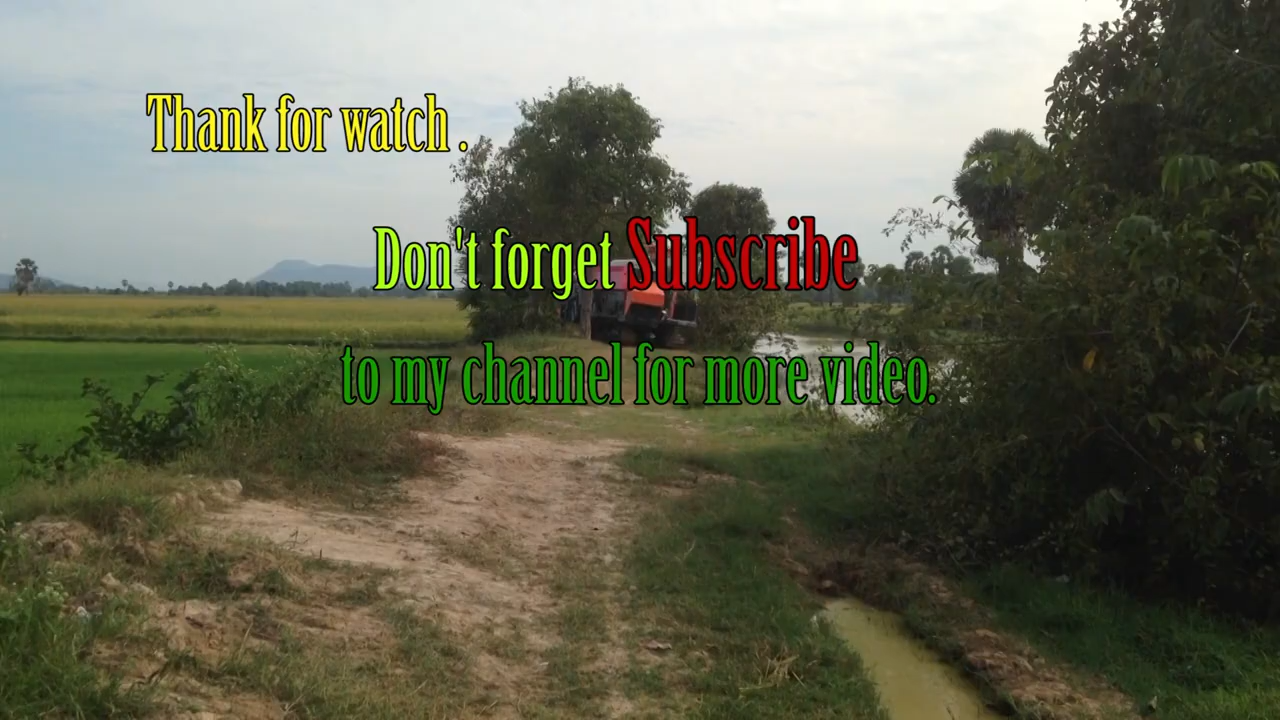 Thank for watch .
Don't forget Subscribe
to my channel for more video.